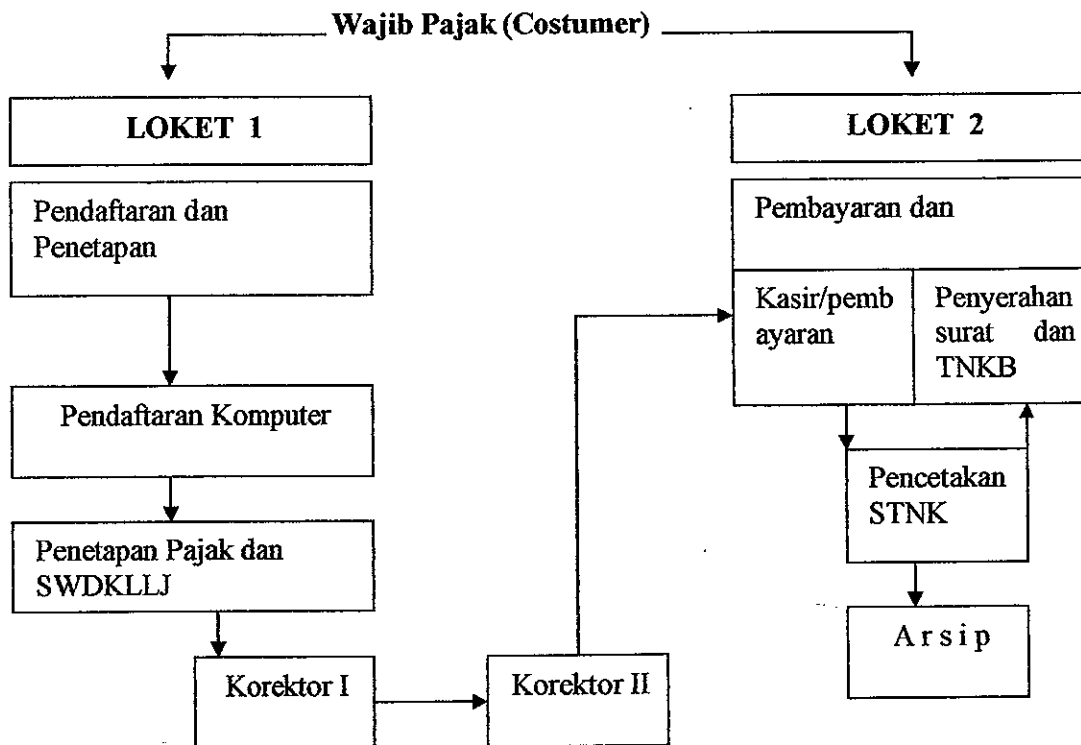 Wajib Pajak (Costumer)
LOKET 1
Pendaftaran dan
Penetapan
Pendaftaran Komputer
Penetapan Pajak dan
SWDKLLJ
Korektor I
Korektor II
LOKET 2
Pembayaran dan
Kasir/pemb
ayaran
Penyerahan
surat dan
TNKB
Pencetakan
STNK
A r s i p